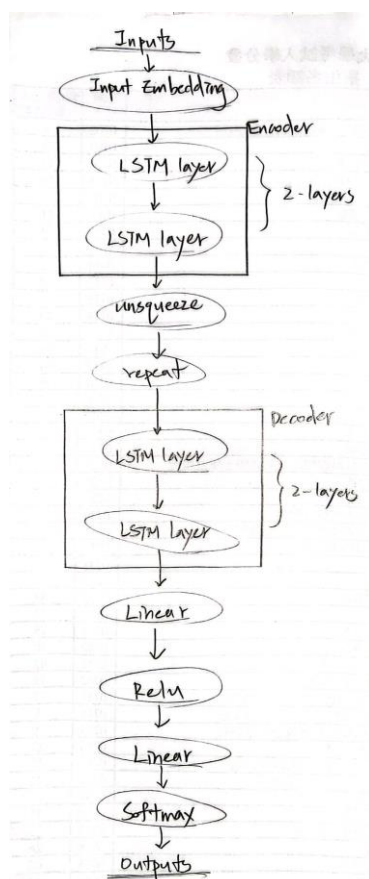 Inputs
Input Embedding
Encoder
LSTM layer
2-layers
LSTM layer
unsqueeze
repeat
Decoder
LSTM layer
2-layers
LSTM layer
Linear
Relu
Linear
Softmax
Outputs